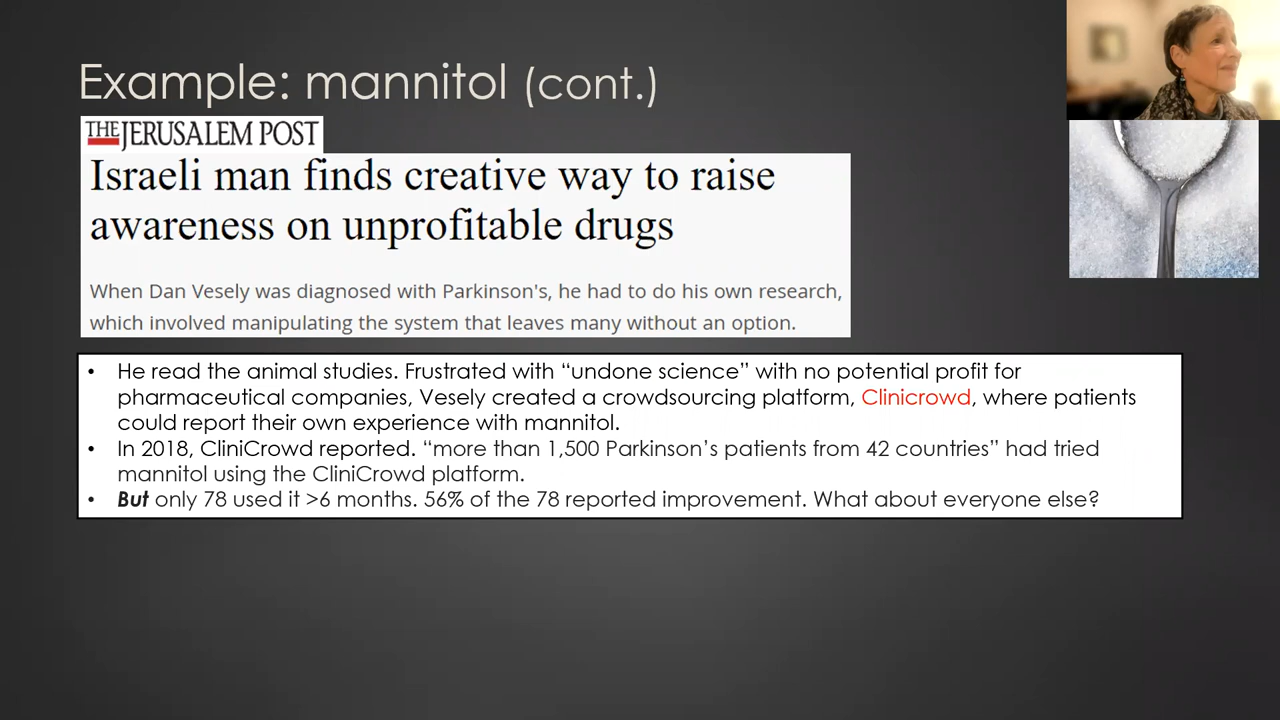 Example: mannitol (cont.)
THE JERUSALEM POST
Israeli man finds creative way to raise
awareness on unprofitable drugs
When Dan Vesely was diagnosed with Parkinson's, he had to do his own research,
which involved manipulating the system that leaves many without an option.
• He read the animal studies. Frustrated with “undone science” with no potential profit for
pharmaceutical companies, Vesely created a crowdsourcing platform, Clinicrowd, where patients
could report their own experience with mannitol.
• In 2018, CliniCrowd reported. “more than 1,500 Parkinson’s patients from 42 countries” had tried
mannitol using the CliniCrowd platform.
• But only 78 used it >6 months. 56% of the 78 reported improvement. What about everyone else?